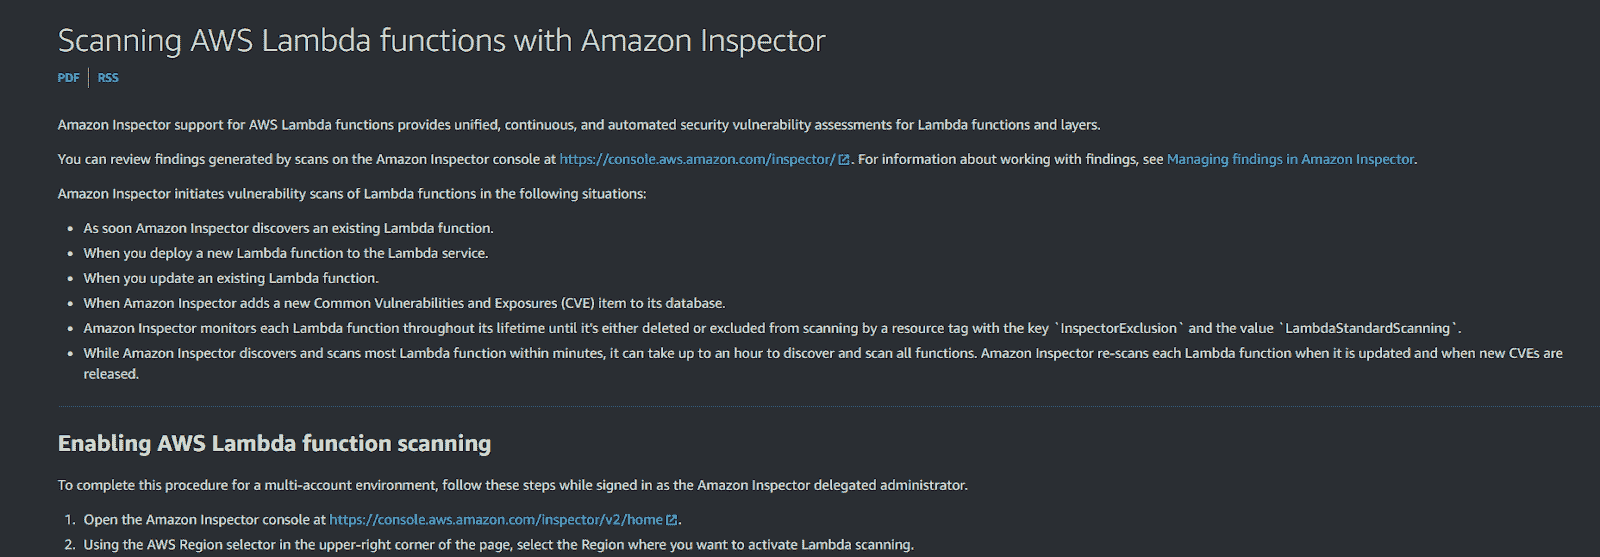 Scanning AWS Lambda functions with Amazon Inspector
PDF | RSS
Amazon Inspector support for AWS Lambda functions provides unified, continuous, and automated security vulnerability assessments for Lambda functions and layers.
You can review findings generated by scans on the Amazon Inspector console at https://console.aws.amazon.com/inspector/. For information about working with findings, see Managing findings in Amazon Inspector.
Amazon Inspector initiates vulnerability scans of Lambda functions in the following situations:
• As soon Amazon Inspector discovers an existing Lambda function.
• When you deploy a new Lambda function to the Lambda service.
• When you update an existing Lambda function.
• When Amazon Inspector adds a new Common Vulnerabilities and Exposures (CVE) item to its database.
• Amazon Inspector monitors each Lambda function throughout its lifetime until it's either deleted or excluded from scanning by a resource tag with the key `InspectorExclusion` and the value `LambdaStandardScanning`.
• While Amazon Inspector discovers and scans most Lambda function within minutes, it can take up to an hour to discover and scan all functions. Amazon Inspector re-scans each Lambda function when it is updated and when new CVEs are
released.
Enabling AWS Lambda function scanning
To complete this procedure for a multi-account environment, follow these steps while signed in as the Amazon Inspector delegated administrator.
1. Open the Amazon Inspector console at https://console.aws.amazon.com/inspector/v2/home.
2. Using the AWS Region selector in the upper-right corner of the page, select the Region where you want to activate Lambda scanning.